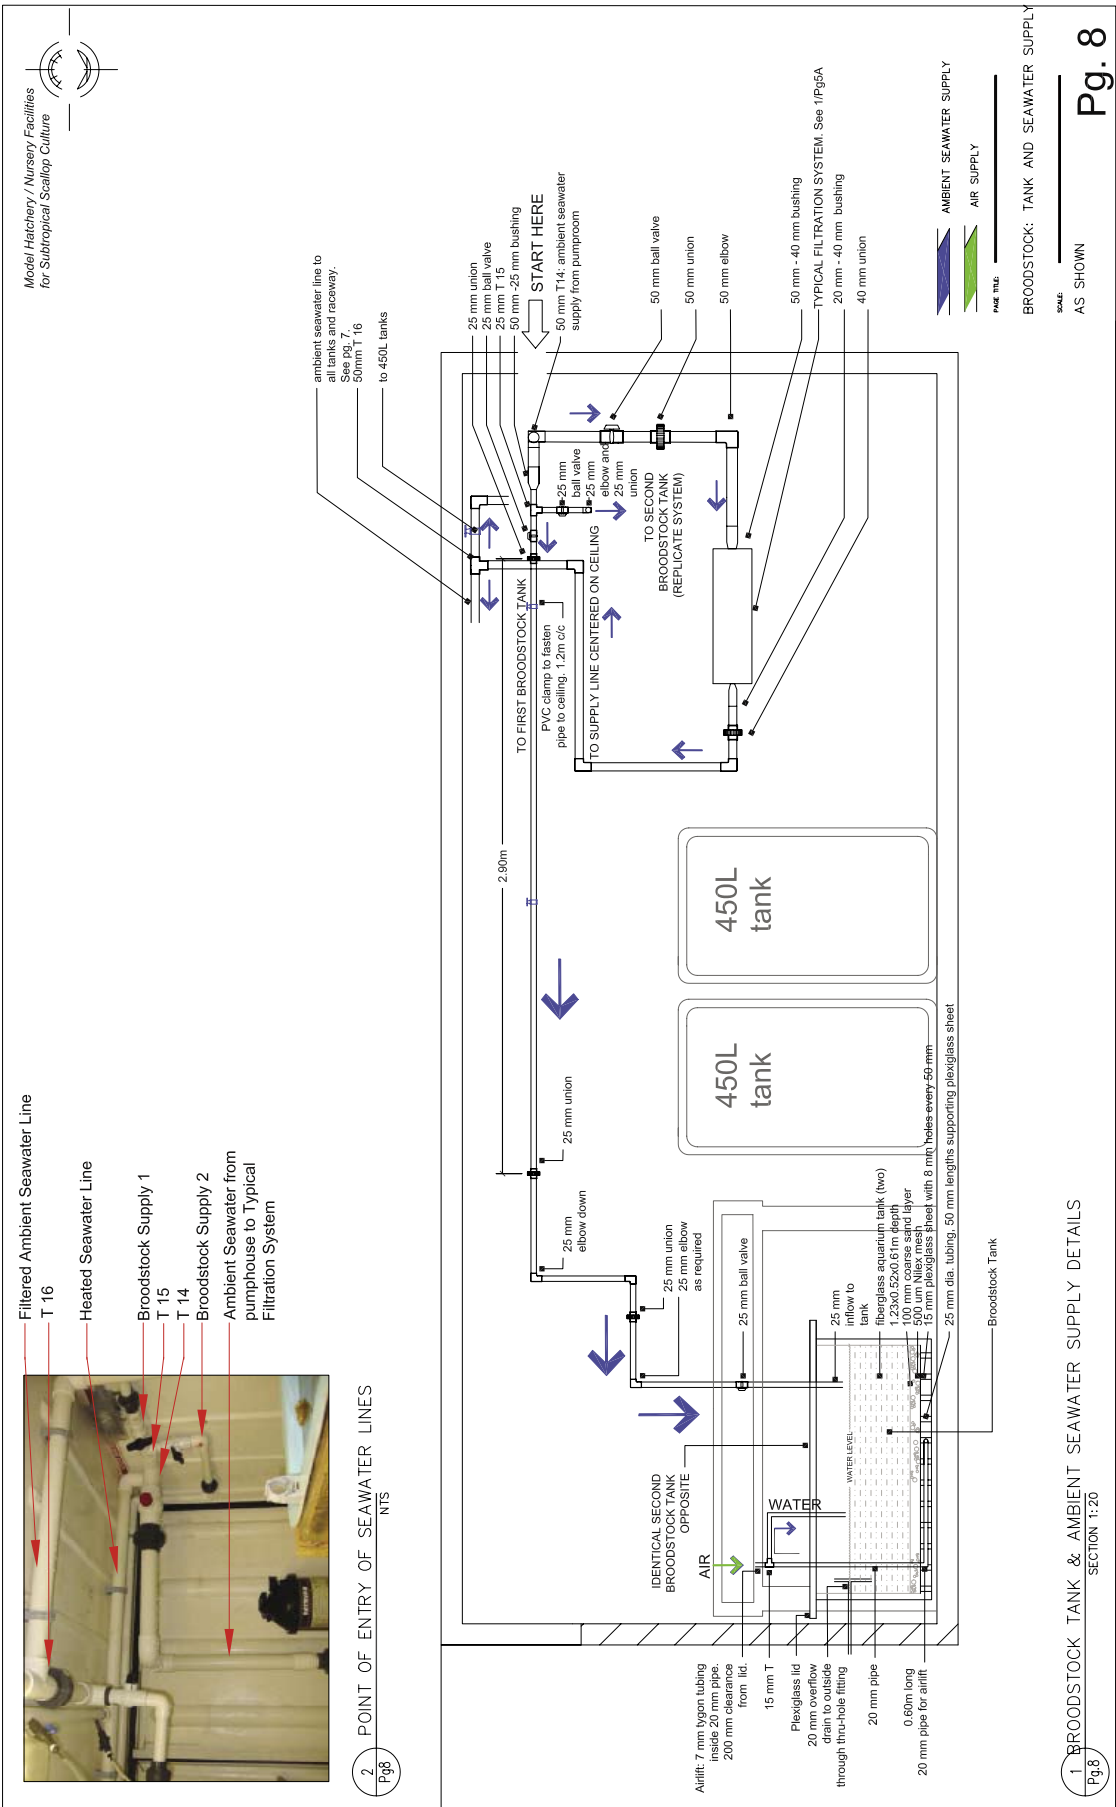 Model Hatchery / Nursery Facilities
for Subtropical Scallop Culture
Filtered Ambient Seawater Line
T 16
Heated Seawater Line
Broodstock Supply 1
T 15
T 14
Broodstock Supply 2
Ambient Seawater from
pumphouse to Typical
Filtration System
2
Pg8
POINT OF ENTRY OF SEAWATER LINES
NTS
ambient seawater line to
all tanks and raceway.
See pg. 7.
50mm T 16
to 450L tanks
25 mm union
25 mm ball valve
25 mm T 15
50 mm -25 mm bushing
START HERE
50 mm T14: ambient seawater
supply from pumproom
50 mm ball valve
50 mm union
50 mm elbow
50 mm - 40 mm bushing
TYPICAL FILTRATION SYSTEM. See 1/Pg5A
20 mm - 40 mm bushing
40 mm union
25 mm
ball valve
25 mm
elbow and
25 mm
union
TO SECOND
BROODSTOCK TANK
(REPLICATE SYSTEM)
TO FIRST BROODSTOCK TANK
PVC clamp to fasten
pipe to ceiling. 1.2m c/c
TO SUPPLY LINE CENTERED ON CEILING
2.90m
450L
tank
450L
tank
25 mm union
25 mm
elbow down
25 mm union
25 mm elbow
as required
25 mm ball valve
25 mm
inflow to
tank
fiberglass aquarium tank (two)
1.23x0.52x0.61m depth
100 mm coarse sand layer
500 um Nilex mesh
15 mm plexiglass sheet with 8 mm holes every 50 mm
25 mm dia. tubing, 50 mm lengths supporting plexiglass sheet
Broodstock Tank
WATER LEVEL
IDENTICAL SECOND
BROODSTOCK TANK
OPPOSITE
AIR
WATER
Airlift: 7 mm tygon tubing
inside 20 mm pipe.
200 mm clearance
from lid.
15 mm T
Plexiglass lid
20 mm overflow
drain to outside
through thru-hole fitting
20 mm pipe
0.60m long
20 mm pipe for airlift
1
Pg.8
BROODSTOCK TANK & AMBIENT SEAWATER SUPPLY DETAILS
SECTION 1:20
AMBIENT SEAWATER SUPPLY
AIR SUPPLY
PAGE TITLE:
BROODSTOCK: TANK AND SEAWATER SUPPLY
SCALE:
AS SHOWN
Pg. 8